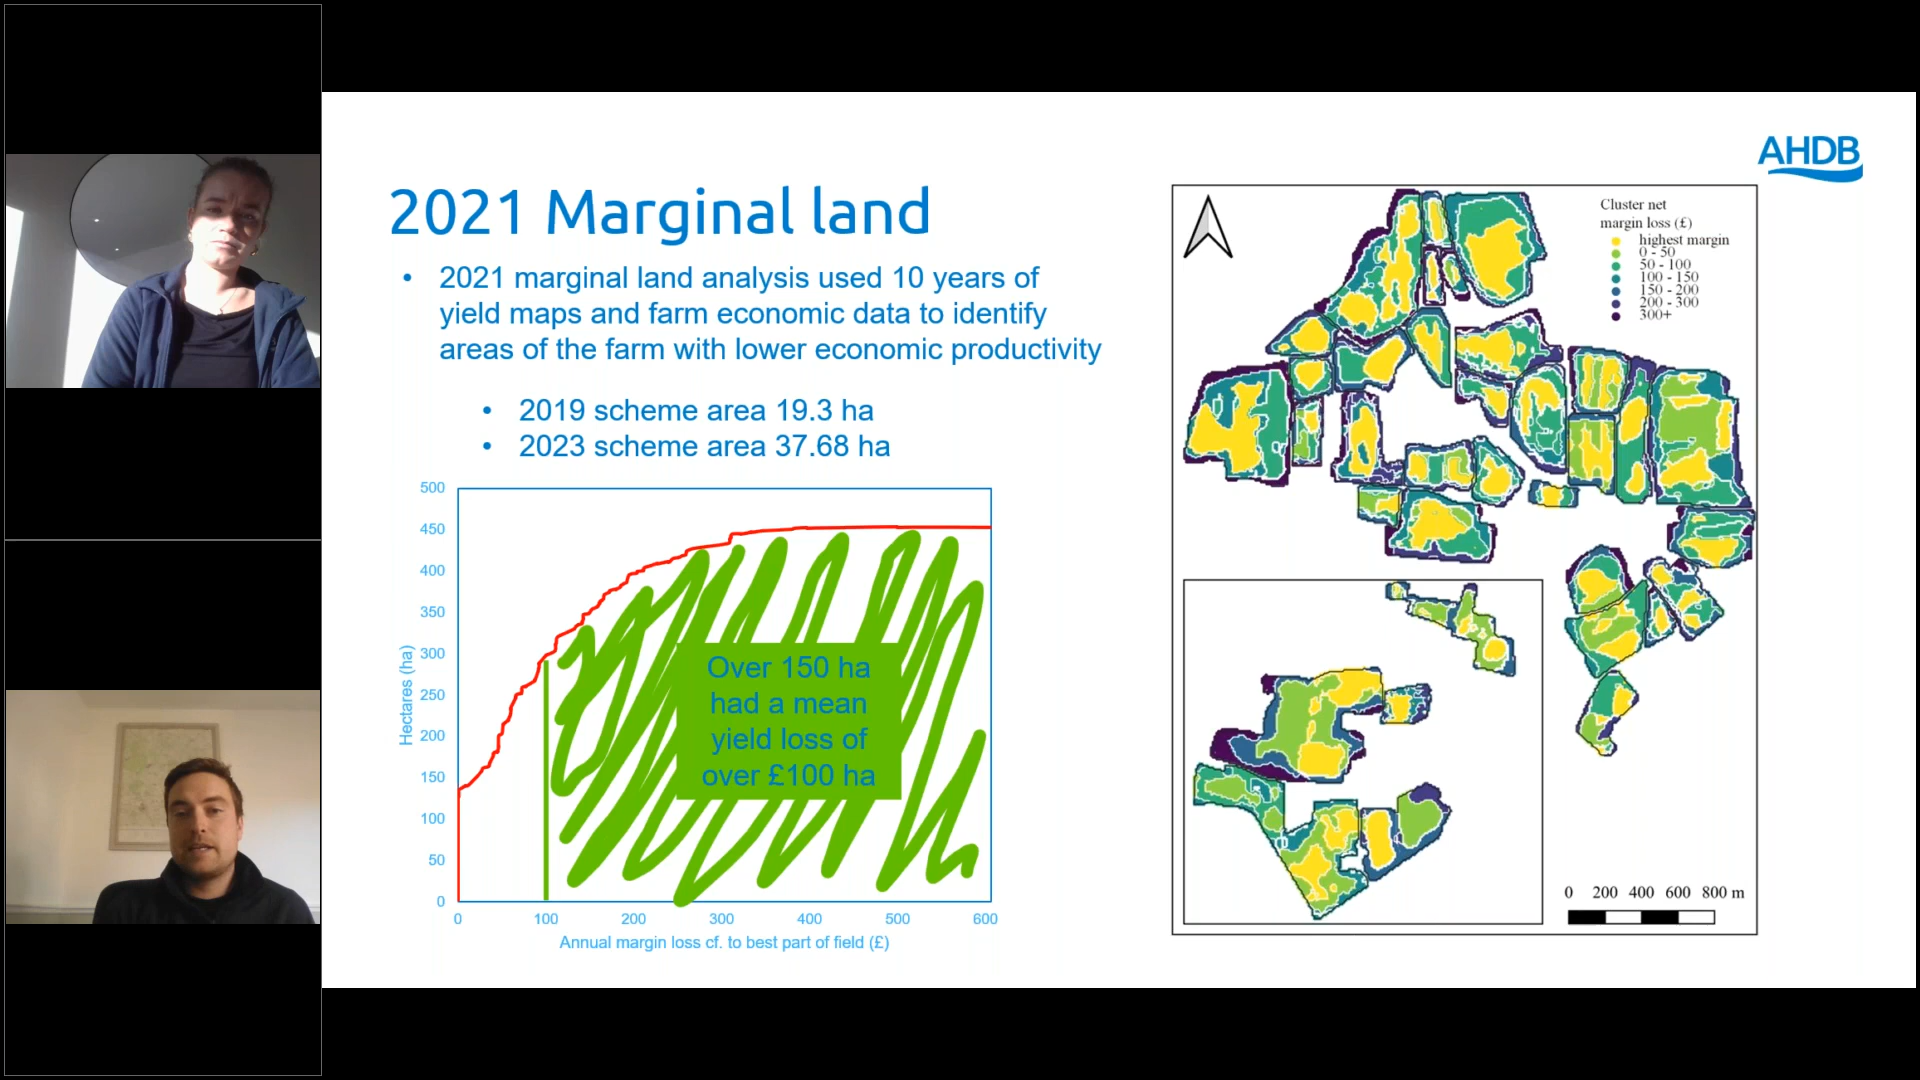 AHDB
2021 Marginal land
• 2021 marginal land analysis used 10 years of
yield maps and farm economic data to identify
areas of the farm with lower economic productivity
• 2019 scheme area 19.3 ha
• 2023 scheme area 37.68 ha
500
450
400
350
300
250
200
150
100
50
0
Hectares (ha)
Over 150 ha
had a mean
yield loss of
over £100 ha
0 100 200 300 400 500 600
Annual margin loss cf. to best part of field (£)
Cluster net
margin loss (£)
highest margin
0 - 50
50 - 100
100 - 150
150 - 200
200 - 300
300+
0 200 400 600 800 m